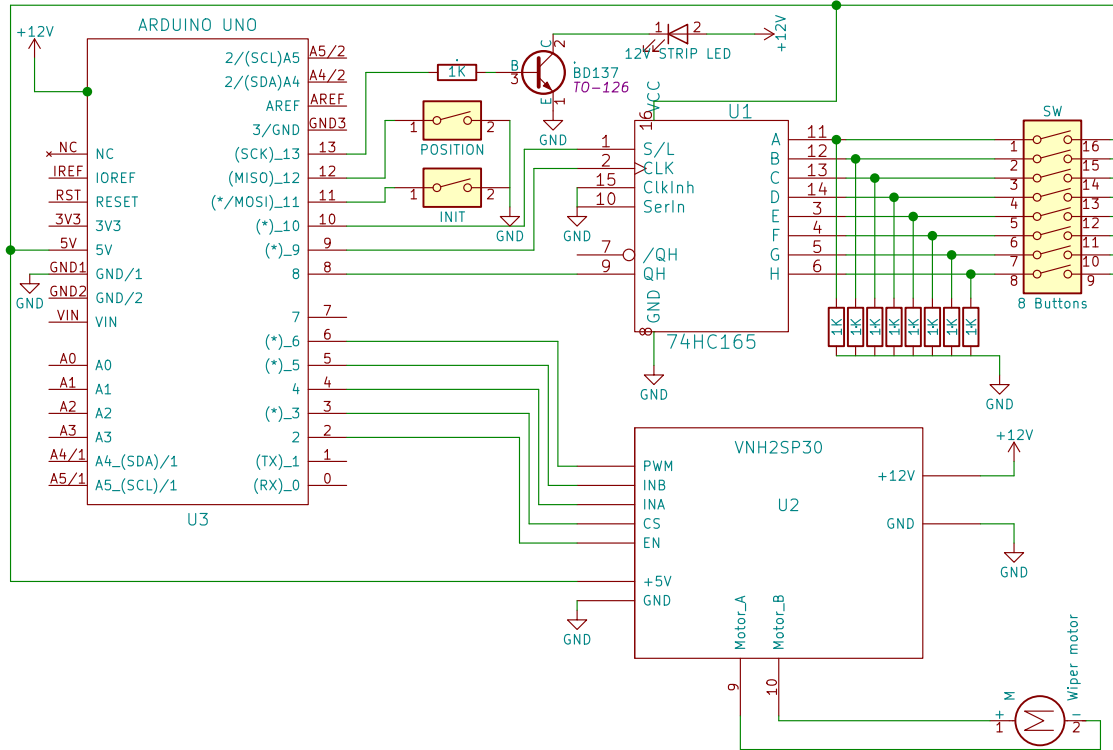 ARDUINO UNO
+12V
2/(SCL)A5
A5/2
2/(SDA)A4
A4/2
AREF
AREF
3/GND
GND3
(SCK)_13
13
(MISO)_12
12
(*/MOSI)_11
11
(*)_10
10
(*)_9
9
8
8
7
7
(*)_6
6
(*)_5
5
4
4
(*)_3
3
2
2
(TX)_1
1
(RX)_0
0
NC
NC
IREF
IOREF
RST
RESET
3V3
3V3
5V
5V
GND1
GND/1
GND
GND2
GND/2
VIN
VIN
A0
A0
A1
A1
A2
A2
A3
A3
A4/1
A4_(SDA)/1
A5/1
A5_(SCL)/1
U3
1K
B
3
C
2
E
1
BD137
TO-126
GND
1
2
12V STRIP LED
+12V
1
2
POSITION
1
2
INIT
GND
U1
16
VCC
1
S/L
2
CLK
15
ClkInh
10
SerIn
GND
7
/QH
9
QH
8
GND
74HC165
GND
A
11
B
12
C
13
D
14
E
3
F
4
G
5
H
6
SW
1
16
2
15
3
14
4
13
5
12
6
11
7
10
8
9
8 Buttons
1K
1K
1K
1K
1K
1K
1K
1K
GND
VNH2SP30
U2
PWM
INB
INA
CS
EN
+5V
GND
GND
+12V
+12V
GND
GND
Motor_A
Motor_B
9
10
M
+
1
-
2
Wiper motor